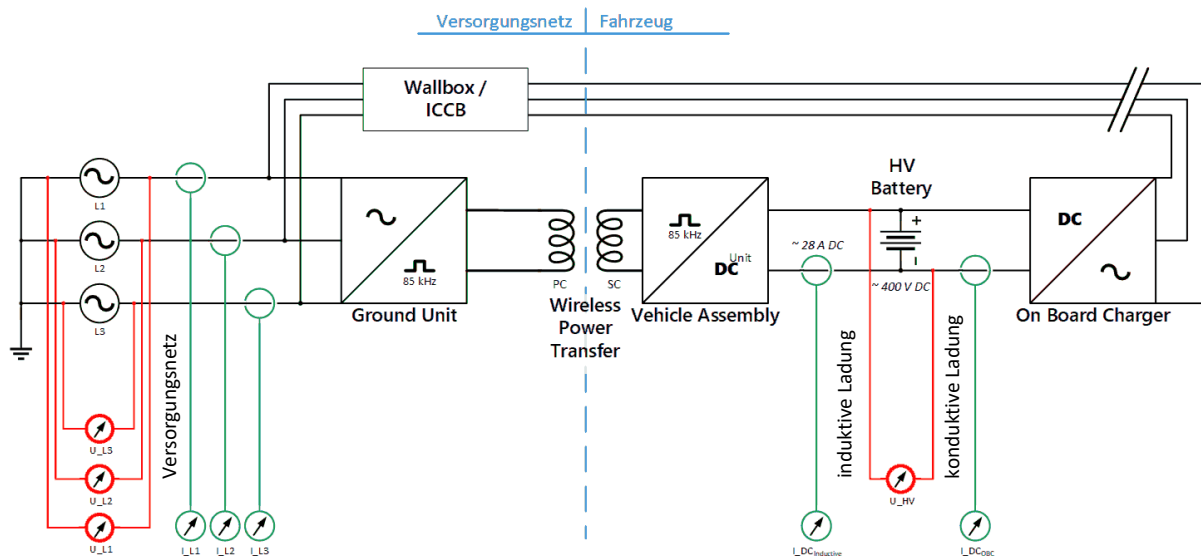 Versorgungsnetz
Fahrzeug
Wallbox /
ICCB
L1
L2
L3
85 kHz
Ground Unit
PC
SC
Wireless
Power
Transfer
85 kHz
DC
Unit
Vehicle Assembly
HV
Battery
+
~ 28 A DC
~ 400 V DC
DC
On Board Charger
Versorgungsnetz
induktive Ladung
konduktive Ladung
U_L3
U_L2
U_L1
I_L1
I_L2
I_L3
U_HV
I_DC_Inductive
I_DC_OBC